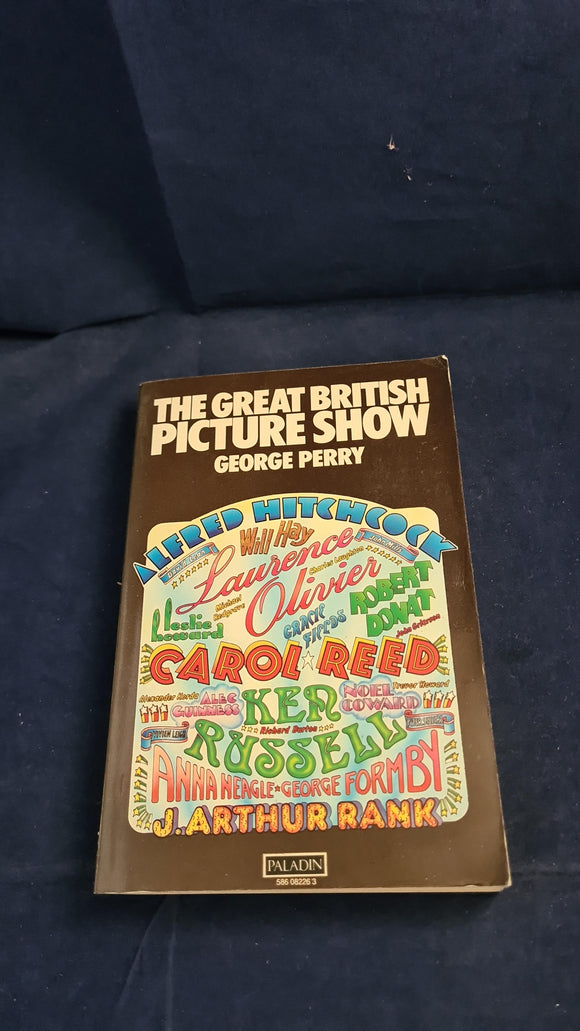 THE GREAT BRITISH
PICTURE SHOW
GEORGE PERRY
ALFRED HITCHCOCK
Will Hay
Laurence
Olivier
Charles Laughton
Michael
Redgrave
ROBERT
DONAT
leslie
howard
GRACIE
FIELDS
John Grierson
CAROL REED
Alexander Korda
ALEC
GUINNESS
KEN
RUSSELL
NOEL
COWARD
Trevor Howard
Richard Burton
VIVIEN LEIGH
ANNA NEAGLE GEORGE FORMBY
J. ARTHUR RANK
PALADIN
586 08226 3